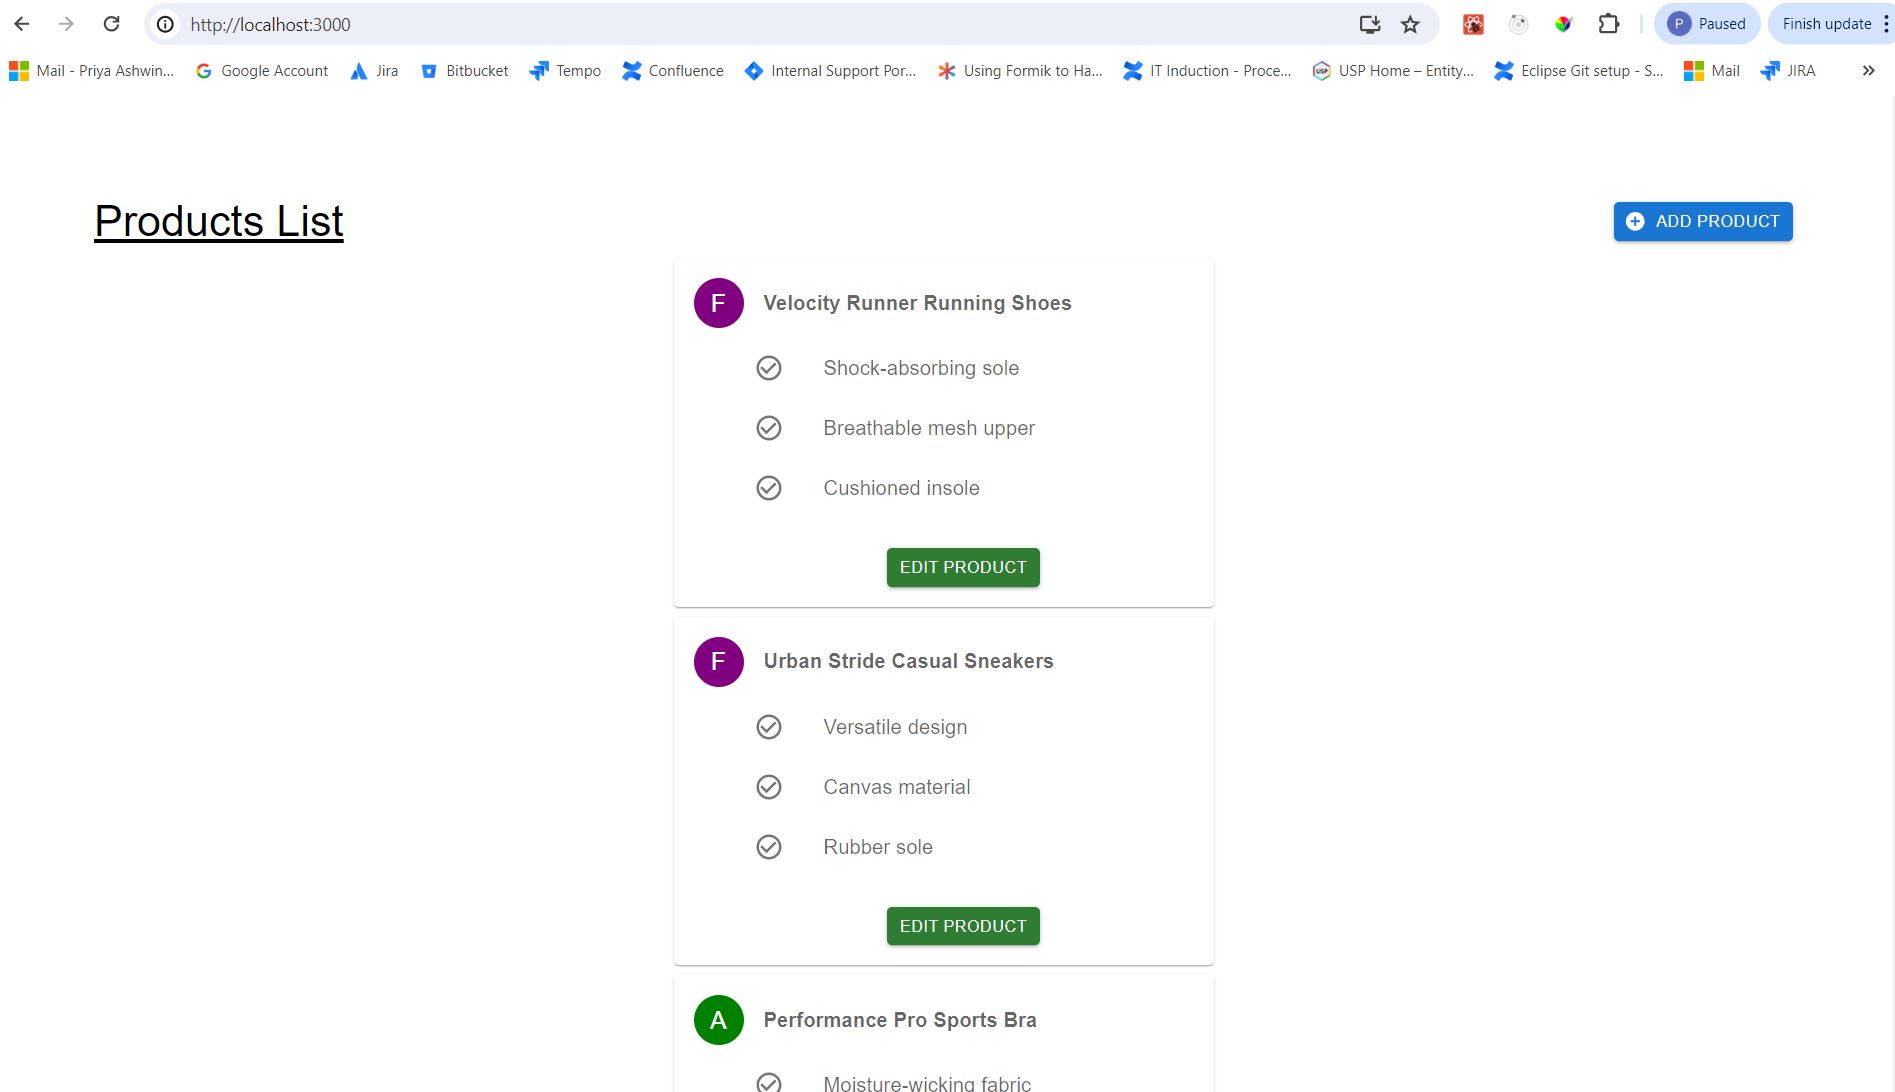 http://localhost:3000
P Paused
Finish update
Mail - Priya Ashwin... Google Account Jira Bitbucket Tempo Confluence Internal Support Por... Using Formik to Ha... IT Induction - Proce... USP USP Home – Entity... Eclipse Git setup - S... Mail JIRA »
Products List
ADD PRODUCT
F Velocity Runner Running Shoes
Shock-absorbing sole
Breathable mesh upper
Cushioned insole
EDIT PRODUCT
F Urban Stride Casual Sneakers
Versatile design
Canvas material
Rubber sole
EDIT PRODUCT
A Performance Pro Sports Bra
Moisture-wicking fabric